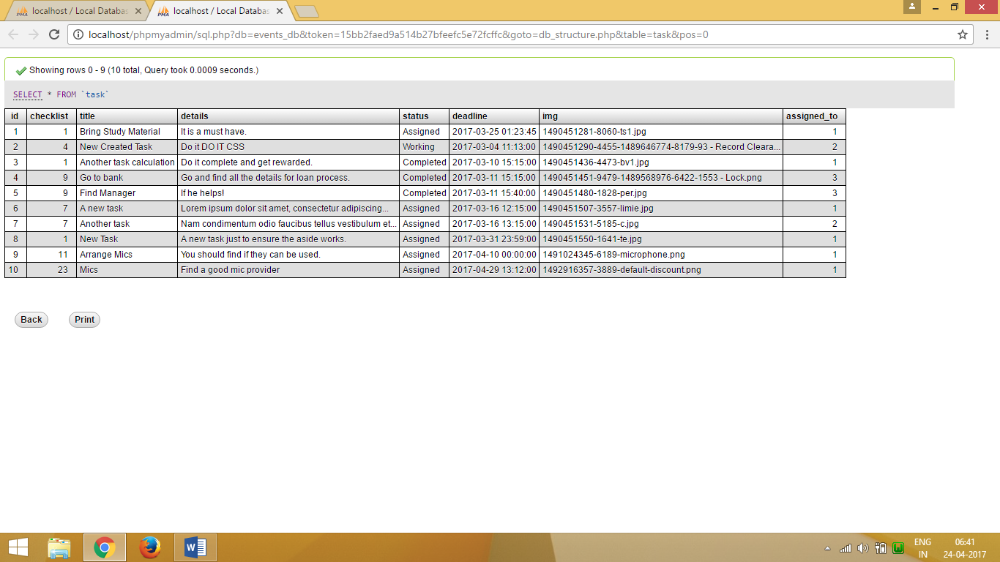 localhost / Local Databas
localhost / Local Databas
localhost/phpmyadmin/sql.php?db=events_db&token=15bb2faed9a514b27bfeefc5e72fcffc&goto=db_structure.php&table=task&pos=0
Showing rows 0 - 9 (10 total, Query took 0.0009 seconds.)
SELECT * FROM `task`
id checklist title details status deadline img assigned_to
1 1 Bring Study Material It is a must have. Assigned 2017-03-25 01:23:45 1490451281-8060-ts1.jpg 1
2 4 New Created Task Do it DO IT CSS Working 2017-03-04 11:13:00 1490451290-4455-1489646774-8179-93 - Record Cleara... 2
3 1 Another task calculation Do it complete and get rewarded. Completed 2017-03-10 15:15:00 1490451436-4473-bv1.jpg 1
4 9 Go to bank Go and find all the details for loan process. Completed 2017-03-11 15:15:00 1490451451-9479-1489568976-6422-1553 - Lock.png 3
5 9 Find Manager If he helps! Completed 2017-03-11 15:40:00 1490451480-1828-per.jpg 3
6 7 A new task Lorem ipsum dolor sit amet, consectetur adipiscing... Assigned 2017-03-16 12:15:00 1490451507-3557-limie.jpg 1
7 7 Another task Nam condimentum odio faucibus tellus vestibulum et... Assigned 2017-03-16 13:15:00 1490451531-5185-c.jpg 2
8 1 New Task A new task just to ensure the aside works. Assigned 2017-03-31 23:59:00 1490451550-1641-te.jpg 1
9 11 Arrange Mics You should find if they can be used. Assigned 2017-04-10 00:00:00 1491024345-6189-microphone.png 1
10 23 Mics Find a good mic provider Assigned 2017-04-29 13:12:00 1492916357-3889-default-discount.png 1
Back Print
ENG 06:41
IN 24-04-2017